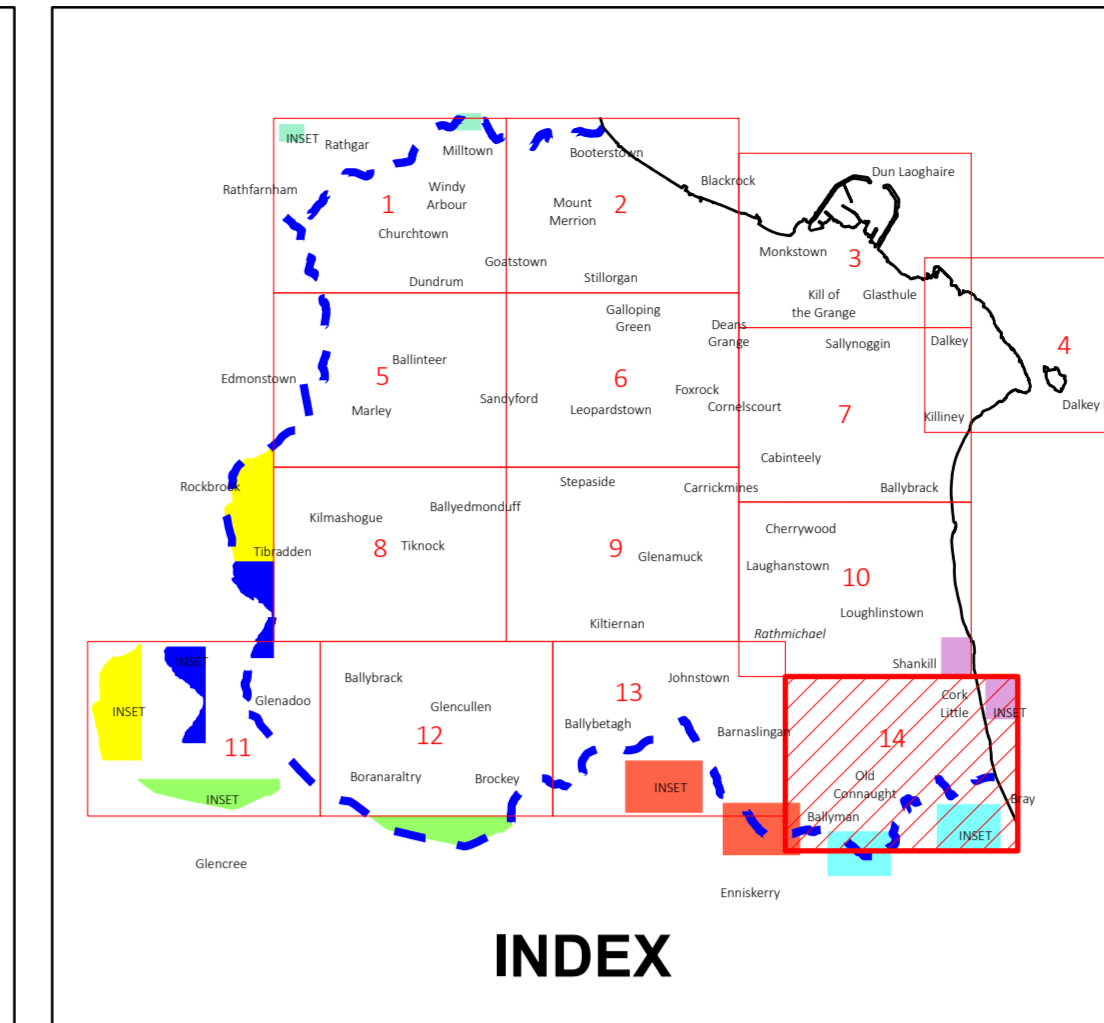 INSET
Rathgar
Milltown
Booterstown
Blackrock
Dun Laoghaire
Rathfarnham
Windy
Arbour
1
Mount
Merrion
2
Churchtown
Monkstown
3
Goatstown
Dundrum
Stillorgan
Kill of
the Grange
Glasthule
Galloping
Green
Deans
Grange
Sallynoggin
Dalkey
4
Ballinteer
Edmonstown
5
6
Foxrock
Dalkey
Sandyford
Marley
Leopardstown
Cornelscourt
7
Killiney
Cabinteely
Rockbrook
Stepaside
Carrickmines
Ballybrack
Ballyedmonduff
Kilmashogue
Cherrywood
Tibradden
8
Tiknock
9
Glenamuck
Laughanstown
10
Loughlinstown
Kiltiernan
Rathmichael
INSET
Shankill
Ballybrack
Johnstown
Glenadoo
Glencullen
13
Cork
Little
INSET
INSET
Ballybetagh
Barnaslingan
11
12
14
Boranaraltry
Brockey
Old
Connaught
INSET
INSET
Bray
Ballyman
INSET
Glencree
Enniskerry
INDEX